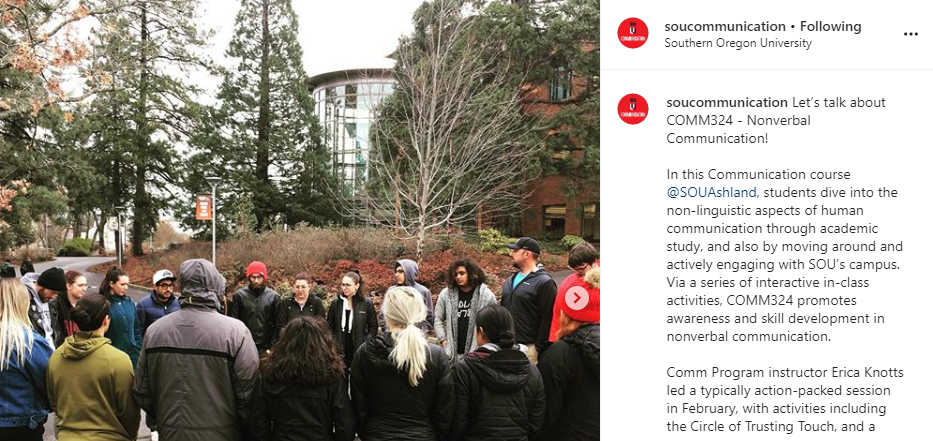 soucommunication • Following
Southern Oregon University
soucommunication Let's talk about
COMM324 - Nonverbal
Communication!
In this Communication course
@SOUAshland, students dive into the
non-linguistic aspects of human
communication through academic
study, and also by moving around and
actively engaging with SOU's campus.
Via a series of interactive in-class
activities, COMM324 promotes
awareness and skill development in
nonverbal communication.
Comm Program instructor Erica Knotts
led a typically action-packed session
in February, with activities including
the Circle of Trusting Touch, and a